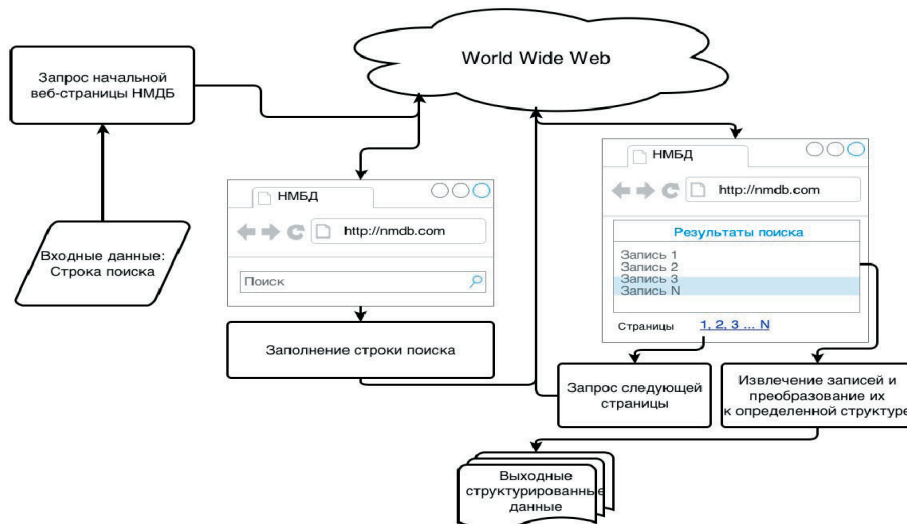 World Wide Web
Запрос начальной
веб-страницы НМДБ
Входные данные:
Строка поиска
НМБД
http://nmdb.com
Поиск
Заполнение строки поиска
НМБД
http://nmdb.com
Результаты поиска
Запись 1
Запись 2
Запись 3
Запись N
Страницы 1, 2, 3 ... N
Запрос следующей
страницы
Извлечение записей и
преобразование их
к определенной структуре
Выходные
структурированные
данные